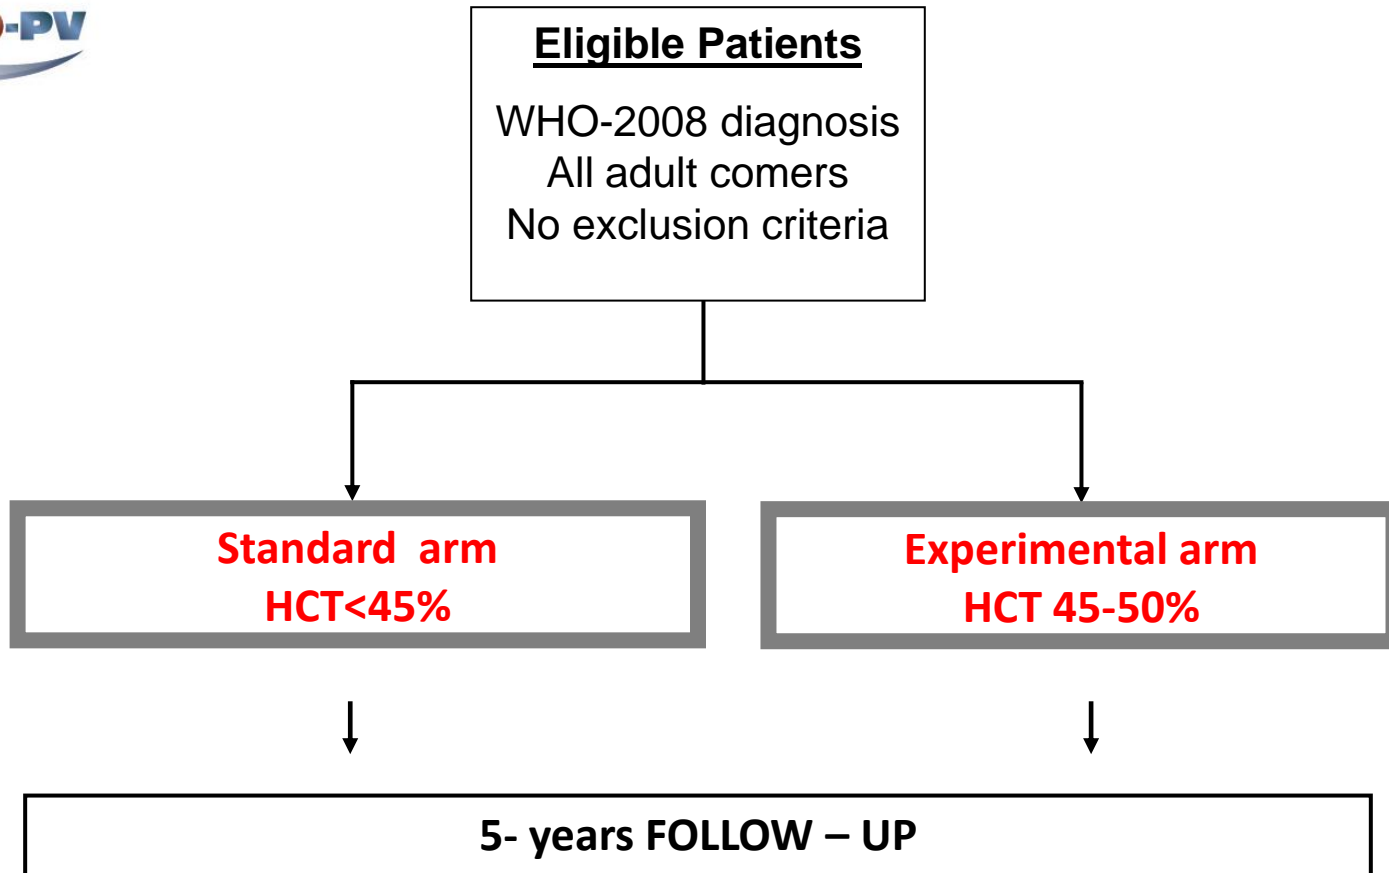 -PV
Eligible Patients
WHO-2008 diagnosis
All adult comers
No exclusion criteria
Standard arm
HCT<45%
Experimental arm
HCT 45-50%
5- years FOLLOW – UP